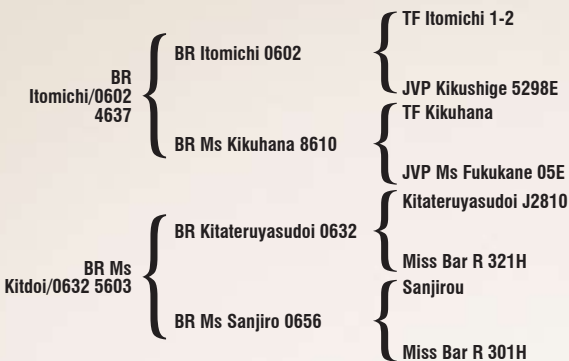 TF Itomichi 1-2
BR Itomichi 0602
JVP Kikushige 5298E
BR
Itomichi/0602
4637
TF Kikuhana
BR Ms Kikuhana 8610
JVP Ms Fukukane 05E
Kitateruyasudoi J2810
BR Kitateruyasudoi 0632
Miss Bar R 321H
BR Ms
Kitdoi/0632 5603
Sanjirou
BR Ms Sanjiro 0656
Miss Bar R 301H